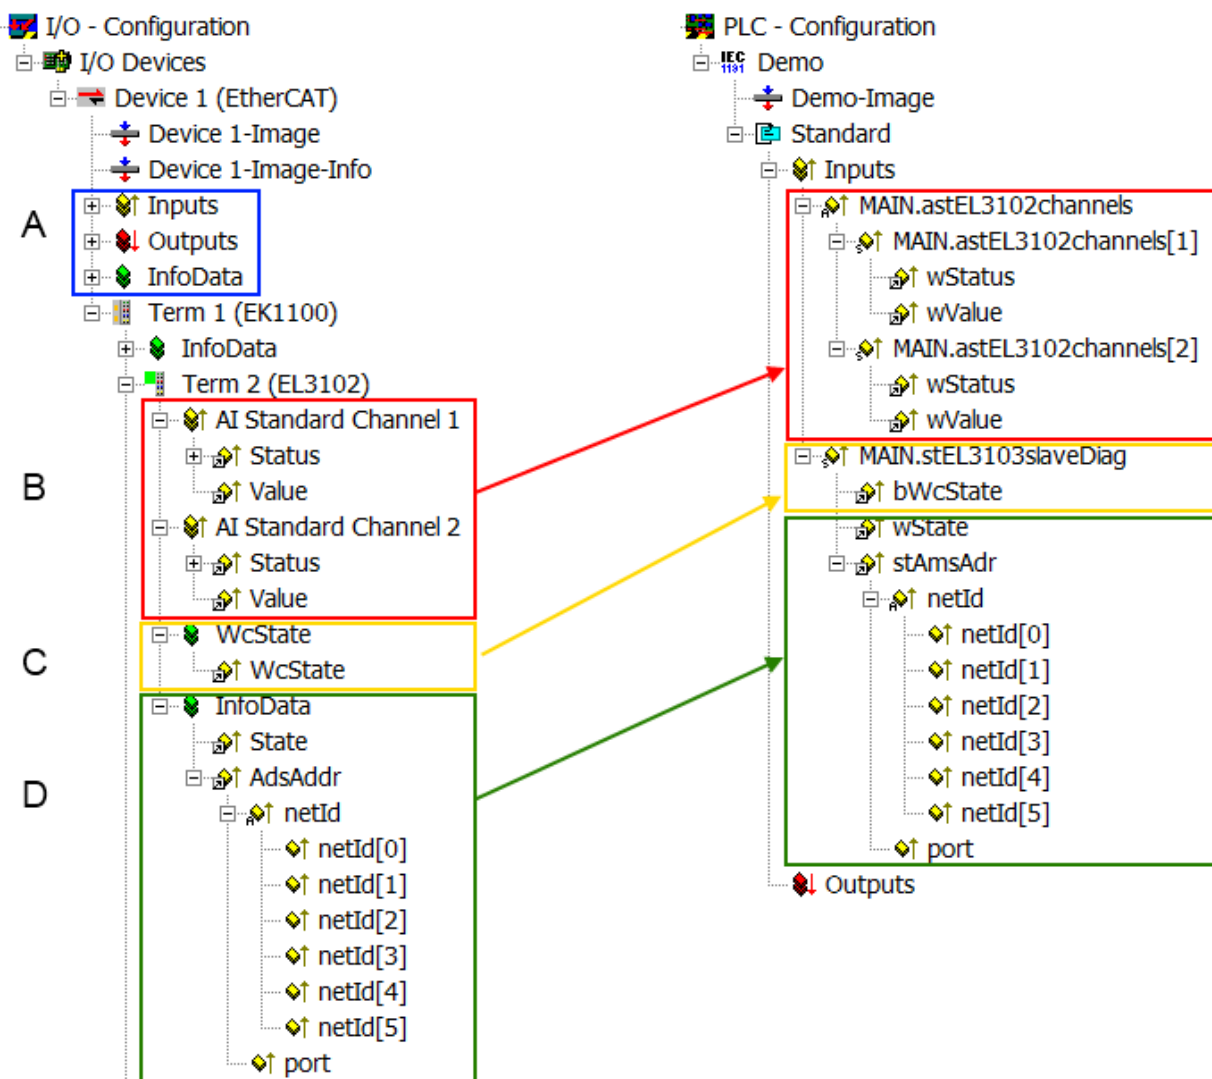 I/O - Configuration
I/O Devices
Device 1 (EtherCAT)
Device 1-Image
Device 1-Image-Info
A
Inputs
Outputs
InfoData
Term 1 (EK1100)
InfoData
Term 2 (EL3102)
AI Standard Channel 1
Status
B
Value
AI Standard Channel 2
Status
Value
WcState
C
WcState
InfoData
State
D
AdsAddr
netId
netId[0]
netId[1]
netId[2]
netId[3]
netId[4]
netId[5]
port
PLC - Configuration
IEC
1131
Demo
Demo-Image
Standard
Inputs
MAIN.astEL3102channels
MAIN.astEL3102channels[1]
wStatus
wValue
MAIN.astEL3102channels[2]
wStatus
wValue
MAIN.stEL3103slaveDiag
bWcState
wState
stAmsAdr
netId
netId[0]
netId[1]
netId[2]
netId[3]
netId[4]
netId[5]
port
Outputs